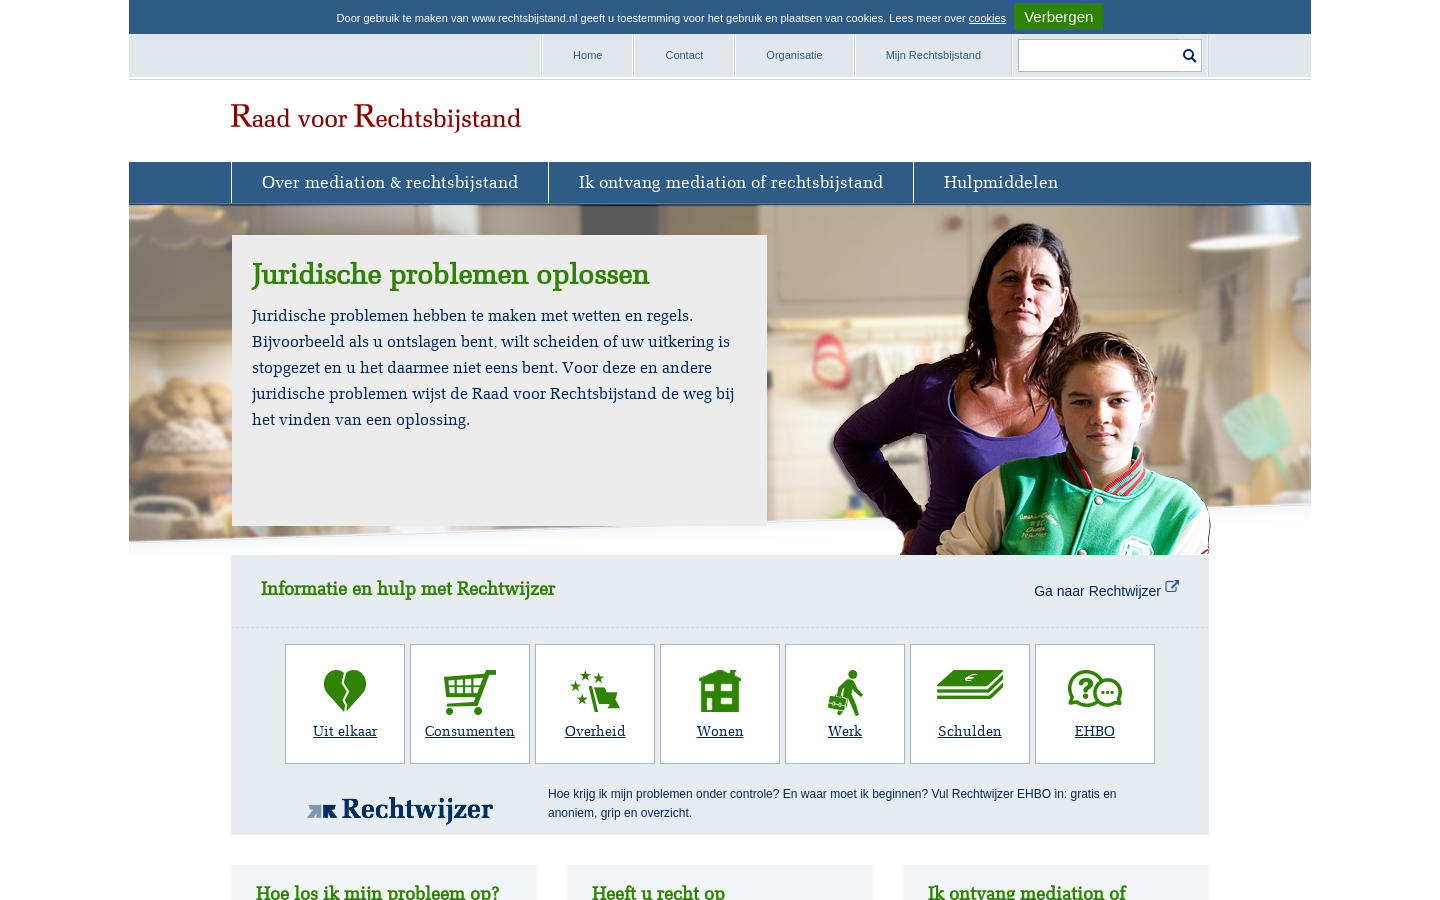 Door gebruik te maken van www.rechtsbijstand.nl geeft u toestemming voor het gebruik en plaatsen van cookies. Lees meer over cookies Verbergen
Home Contact Organisatie Mijn Rechtsbijstand
Raad voor Rechtsbijstand
Over mediation & rechtsbijstand Ik ontvang mediation of rechtsbijstand Hulpmiddelen
Juridische problemen oplossen
Juridische problemen hebben te maken met wetten en regels.
Bijvoorbeeld als u ontslagen bent, wilt scheiden of uw uitkering is
stopgezet en u het daarmee niet eens bent. Voor deze en andere
juridische problemen wijst de Raad voor Rechtsbijstand de weg bij
het vinden van een oplossing.
Informatie en hulp met Rechtwijzer
Ga naar Rechtwijzer
Uit elkaar Consumenten Overheid Wonen Werk Schulden EHBO
Rechtwijzer
Hoe krijg ik mijn problemen onder controle? En waar moet ik beginnen? Vul Rechtwijzer EHBO in: gratis en
anoniem, grip en overzicht.
Hoe los ik mijn probleem op? Heeft u recht op Ik ontvang mediation of